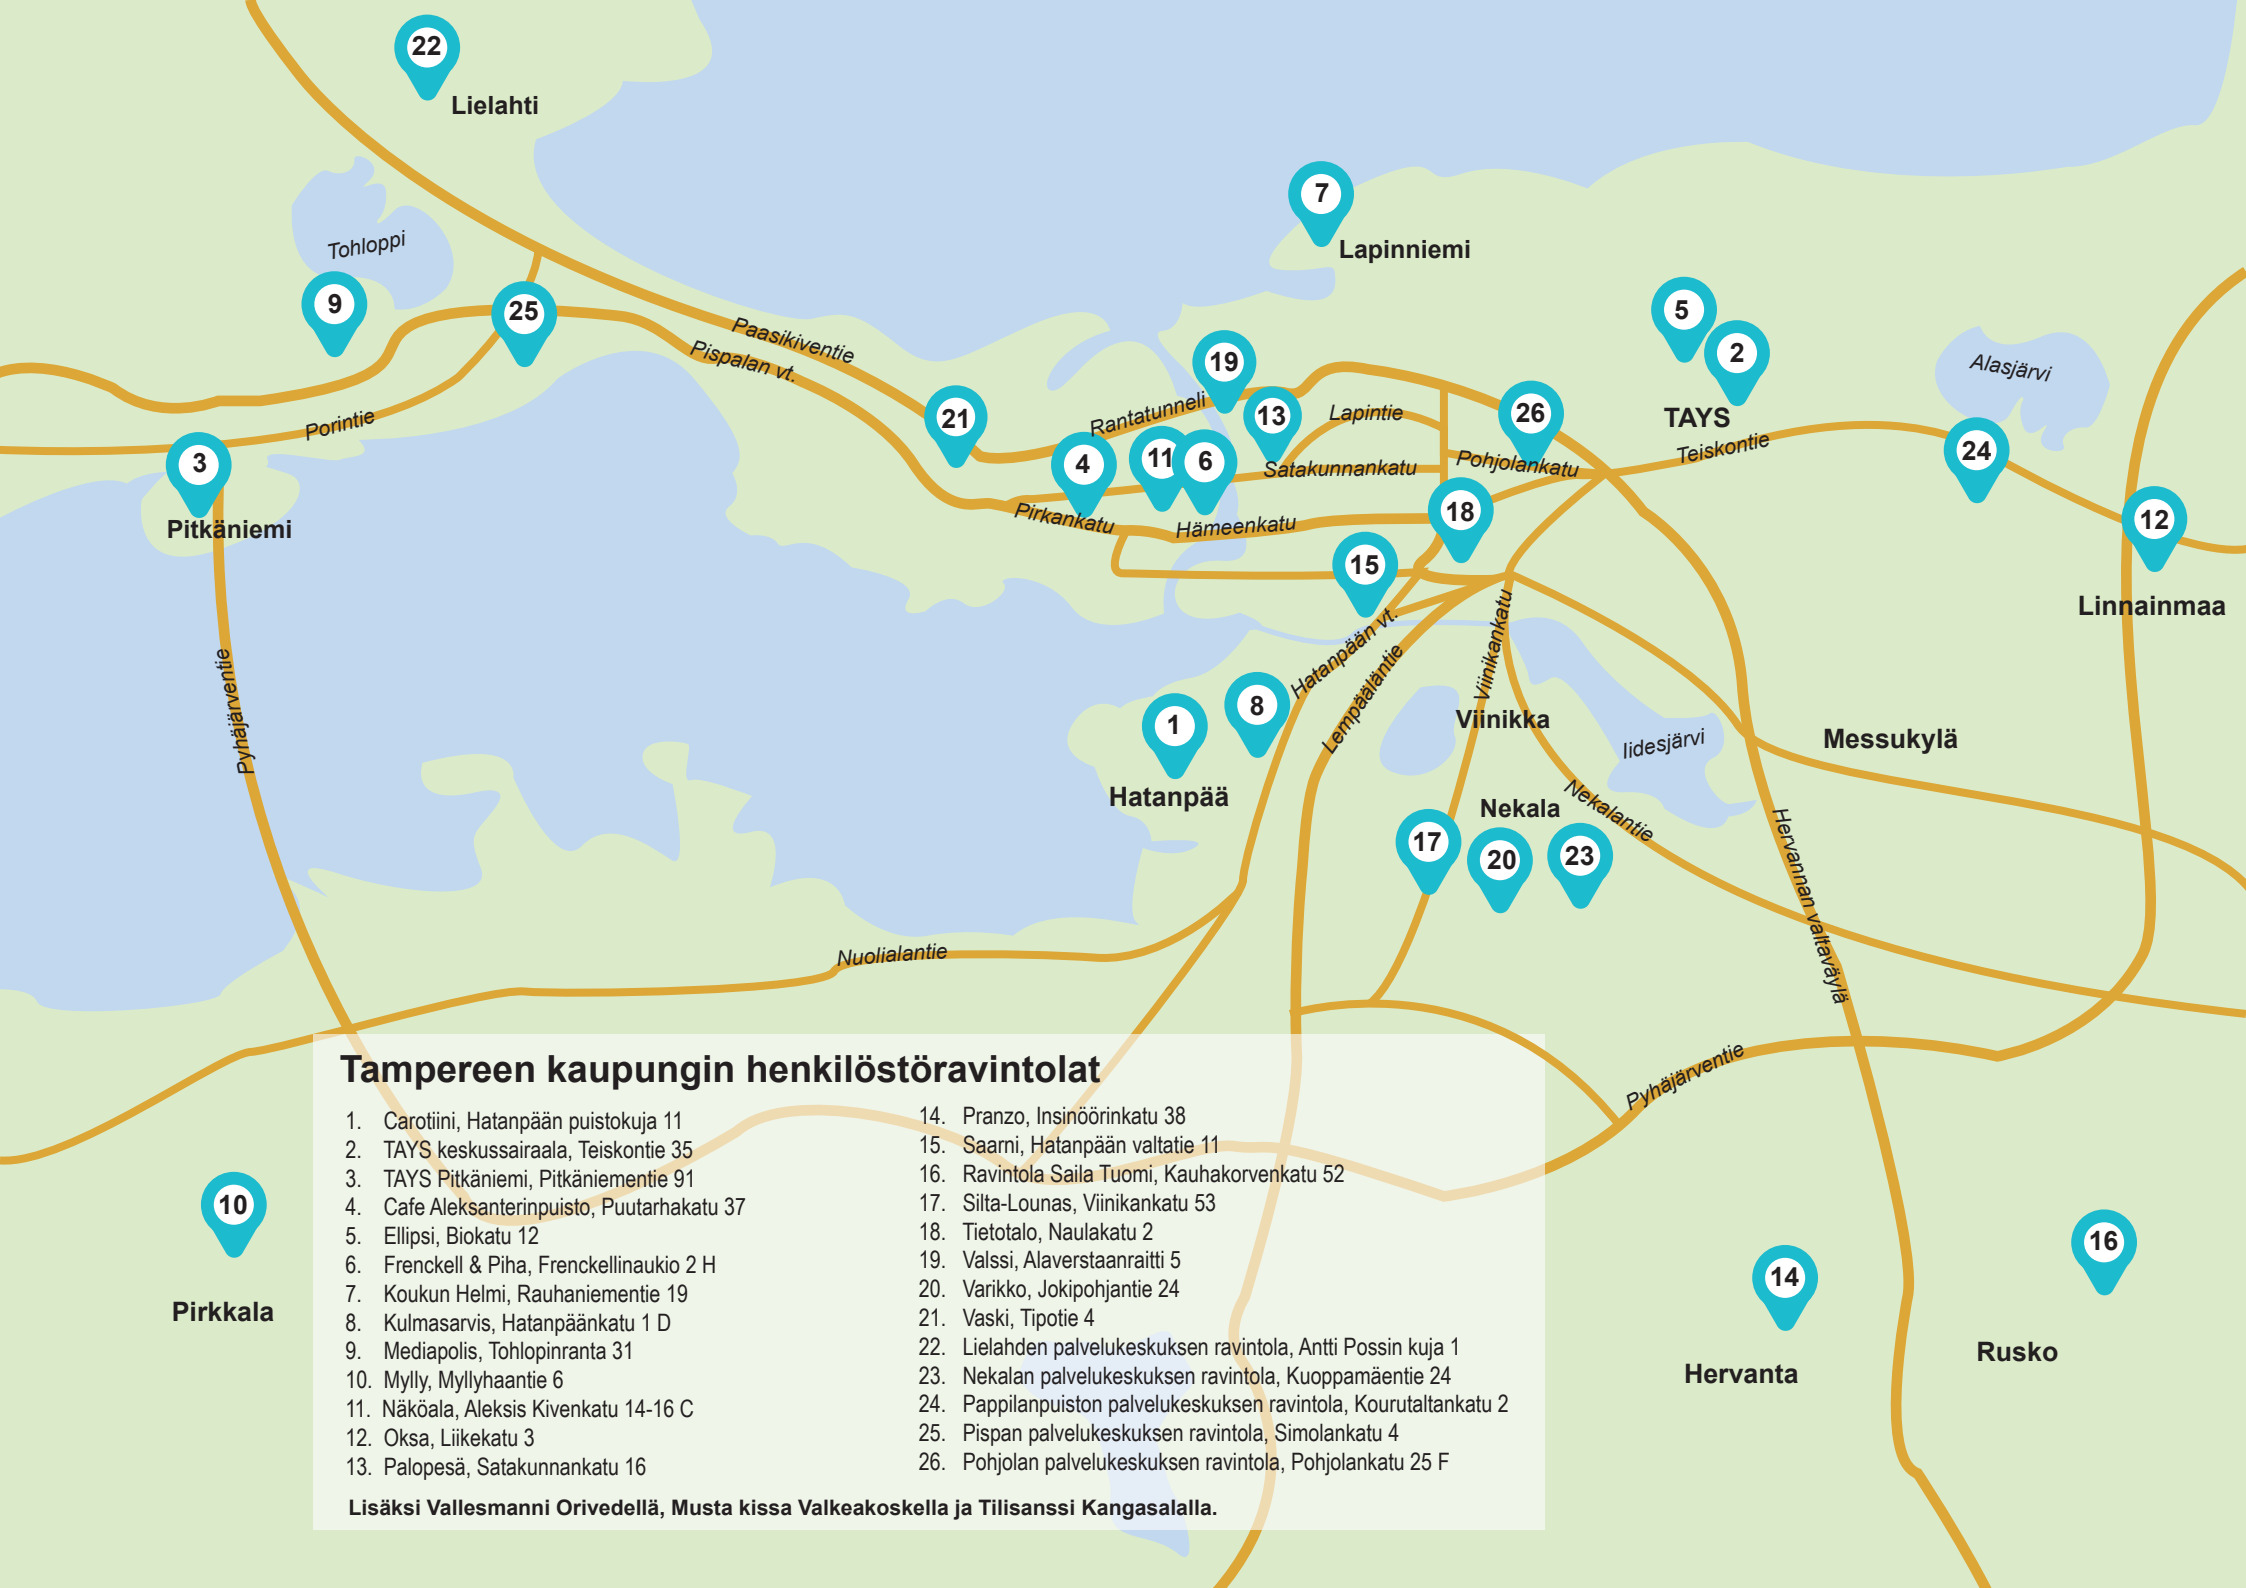 22
Lielahti
7
Lapinniemi
Tohloppi
9
25
5
2
TAYS
Alasjärvi
Paasikiventie
Pispalan vt.
19
21
Rantatunneli
13
Lapintie
26
Porintie
3
Pitkäniemi
4
11
6
Satakunnankatu
Pohjolankatu
Teiskontie
24
12
Linnainmaa
Pirkankatu
Hämeenkatu
18
15
Hatanpään vt.
Lempääläntie
Viinikankatu
Pyhäjärventie
1
8
Hatanpää
Viinikka
Iidesjärvi
Messukylä
Nekala
Nekalantie
17
20
23
Hervannan valtaväylä
Nuolialantie
Pyhäjärventie
10
Pirkkala
14
Hervanta
16
Rusko
Tampereen kaupungin henkilöstöravintolat
1. Carotiini, Hatanpään puistokuja 11
2. TAYS keskussairaala, Teiskontie 35
3. TAYS Pitkäniemi, Pitkäniementie 91
4. Cafe Aleksanterinpuisto, Puutarhakatu 37
5. Ellipsi, Biokatu 12
6. Frenckell & Piha, Frenckellinaukio 2 H
7. Koukun Helmi, Rauhaniementie 19
8. Kulmasarvis, Hatanpäänkatu 1 D
9. Mediapolis, Tohlopinranta 31
10. Mylly, Myllyhaantie 6
11. Näköala, Aleksis Kivenkatu 14-16 C
12. Oksa, Liikekatu 3
13. Palopesä, Satakunnankatu 16
14. Pranzo, Insinöörinkatu 38
15. Saarni, Hatanpään valtatie 11
16. Ravintola Saila Tuomi, Kauhakorvenkatu 52
17. Silta-Lounas, Viinikankatu 53
18. Tietotalo, Naulakatu 2
19. Valssi, Alaverstaanraitti 5
20. Varikko, Jokipohjantie 24
21. Vaski, Tipotie 4
22. Lielahden palvelukeskuksen ravintola, Antti Possin kuja 1
23. Nekalan palvelukeskuksen ravintola, Kuoppamäentie 24
24. Pappilanpuiston palvelukeskuksen ravintola, Kourutaltankatu 2
25. Pispan palvelukeskuksen ravintola, Simolankatu 4
26. Pohjolan palvelukeskuksen ravintola, Pohjolankatu 25 F
Lisäksi Vallesmanni Orivedellä, Musta kissa Valkeakoskella ja Tilisanssi Kangasalalla.